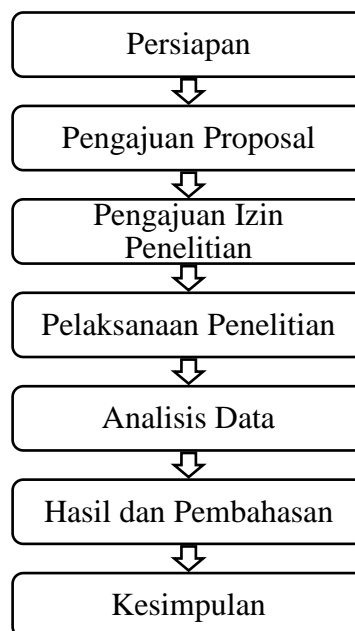 Persiapan
Pengajuan Proposal
Pengajuan Izin
Penelitian
Pelaksanaan Penelitian
Analisis Data
Hasil dan Pembahasan
Kesimpulan